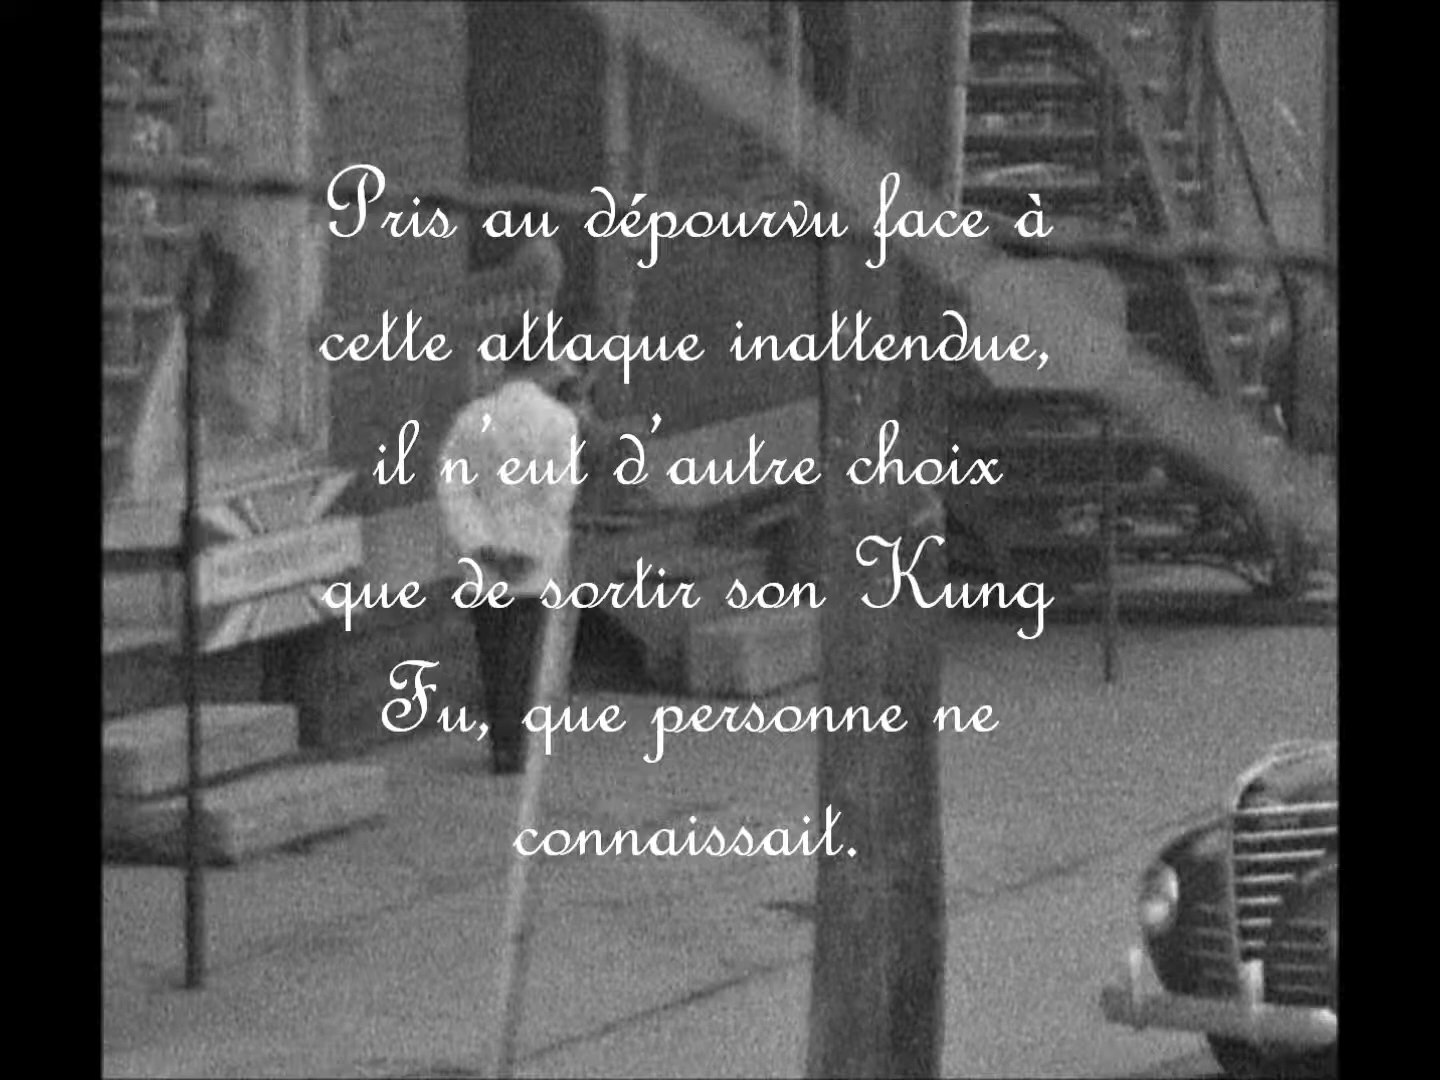 Pris au dépourvu face à
cette attaque inattendue,
il n'eut d'autre choix
que de sortir son Kung
Fu, que personne ne
connaissait.